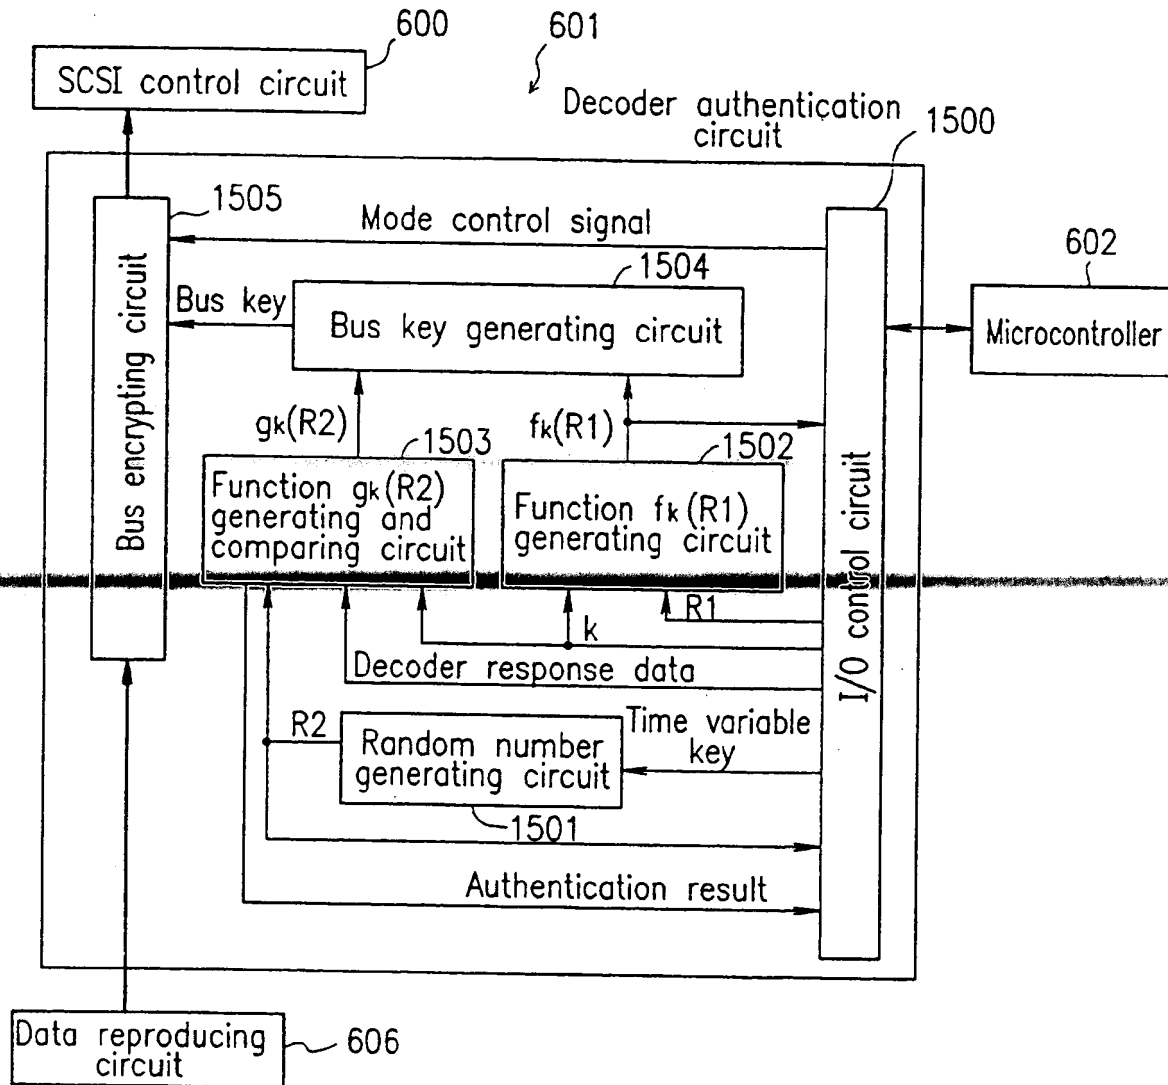 600
601
SCSI control circuit
Decoder authentication
circuit
1500
1505
Mode control signal
602
1504
Bus key
Bus key generating circuit
Microcontroller
Bus encrypting circuit
gk(R2)
fk(R1)
1503
1502
Function gk(R2)
generating and
comparing circuit
Function fk(R1)
generating circuit
I/O control circuit
R1
k
Decoder response data
R2
Time variable
key
Random number
generating circuit
1501
Authentication result
Data reproducing
circuit
606